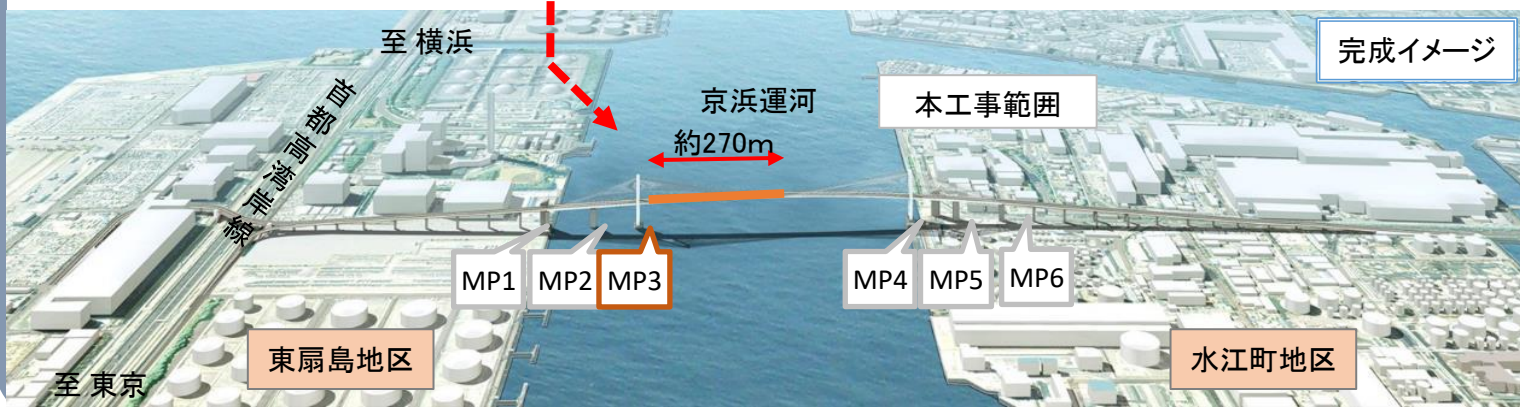 完成イメージ
至 横浜
首都高湾岸線
京浜運河
約270m
本工事範囲
MP1
MP2
MP3
MP4
MP5
MP6
東扇島地区
水江町地区
至 東京